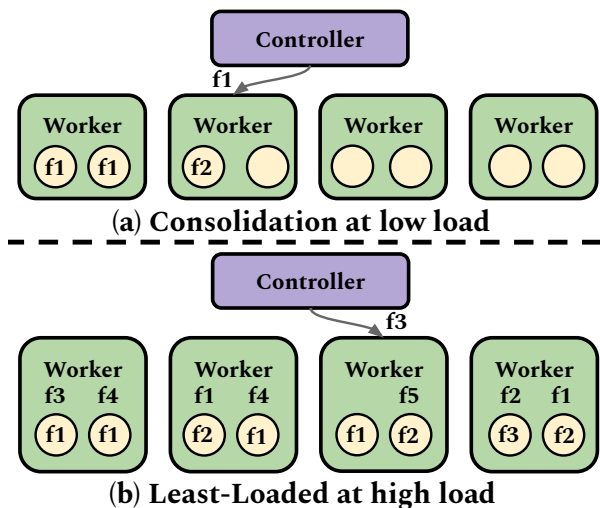 Controller
f1
Worker Worker Worker Worker
f1 f1 f2
(a) Consolidation at low load
Controller
f3
Worker Worker Worker Worker
f3 f4 f1 f4 f5 f2 f1
f1 f1 f2 f1 f1 f2 f3 f2
(b) Least-Loaded at high load